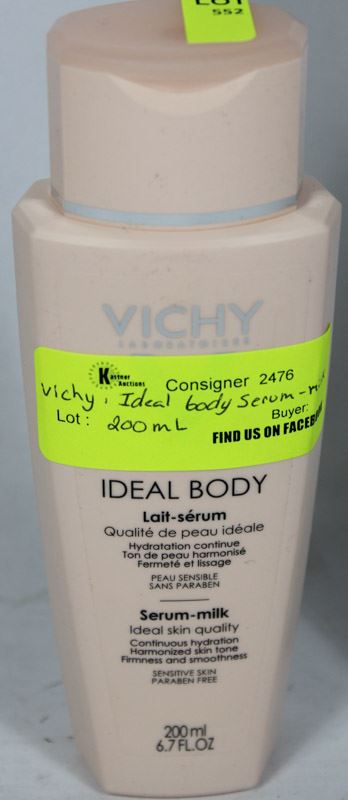 LOT
552
VICHY
LABORATOIRES
Kastner
Auctions
Consigner 2476
Vichy, Ideal body Serum-milk
Lot: 200mL
Buyer:
FIND US ON FACEBOOK
IDEAL BODY
Lait-sérum
Qualité de peau idéale
Hydratation continue
Ton de peau harmonisé
Fermeté et lissage
PEAU SENSIBLE
SANS PARABEN
Serum-milk
Ideal skin quality
Continuous hydration
Harmonized skin tone
Firmness and smoothness
SENSITIVE SKIN
PARABEN FREE
200 ml
6.7 FL.OZ